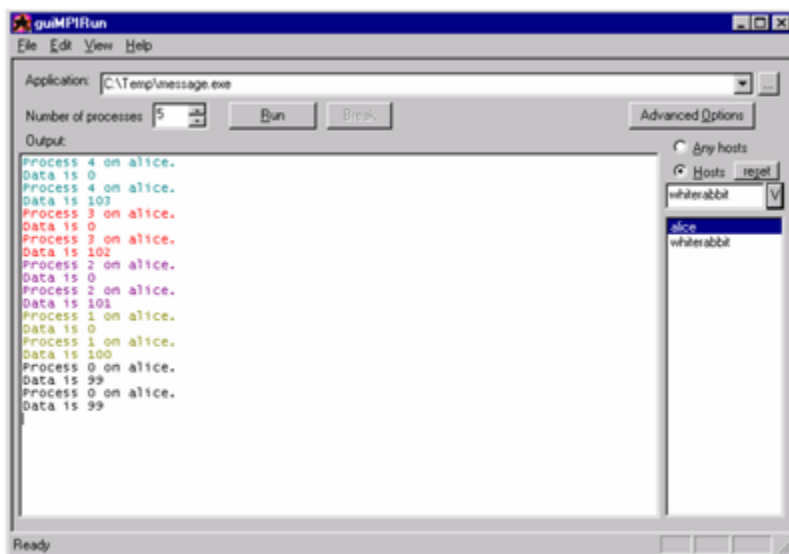 guiMPIRun
File Edit View Help
Application: C:\Temp\message.exe ...
Number of processes 5 Run Break Advanced Options
Output:
Any hosts
Hosts reset
whiterabbit V
alice
whiterabbit
Process 4 on alice.
Data is 0
Process 4 on alice.
Data is 103
Process 3 on alice.
Data is 0
Process 3 on alice.
Data is 102
Process 2 on alice.
Data is 0
Process 2 on alice.
Data is 101
Process 1 on alice.
Data is 0
Process 1 on alice.
Data is 100
Process 0 on alice.
Data is 99
Process 0 on alice.
Data is 99
Ready